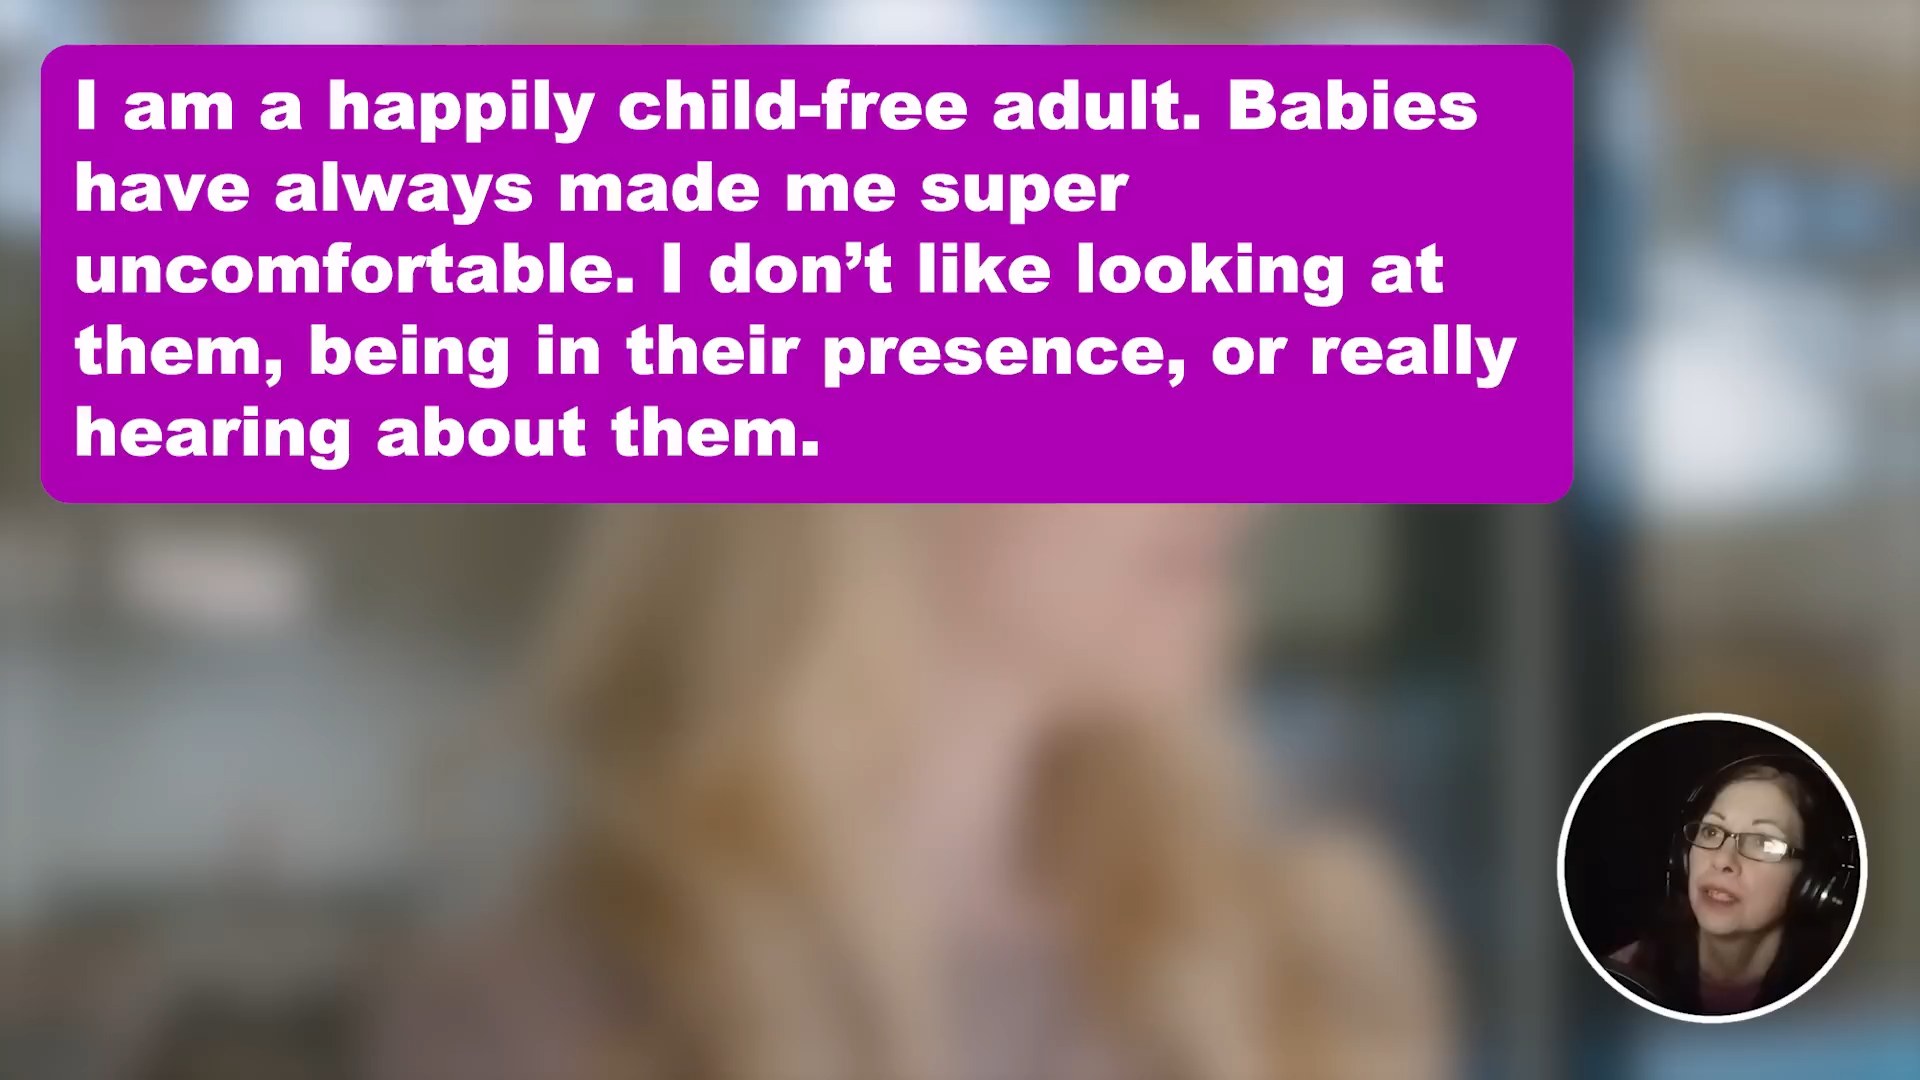 I am a happily child-free adult. Babies
have always made me super
uncomfortable. I don’t like looking at
them, being in their presence, or really
hearing about them.